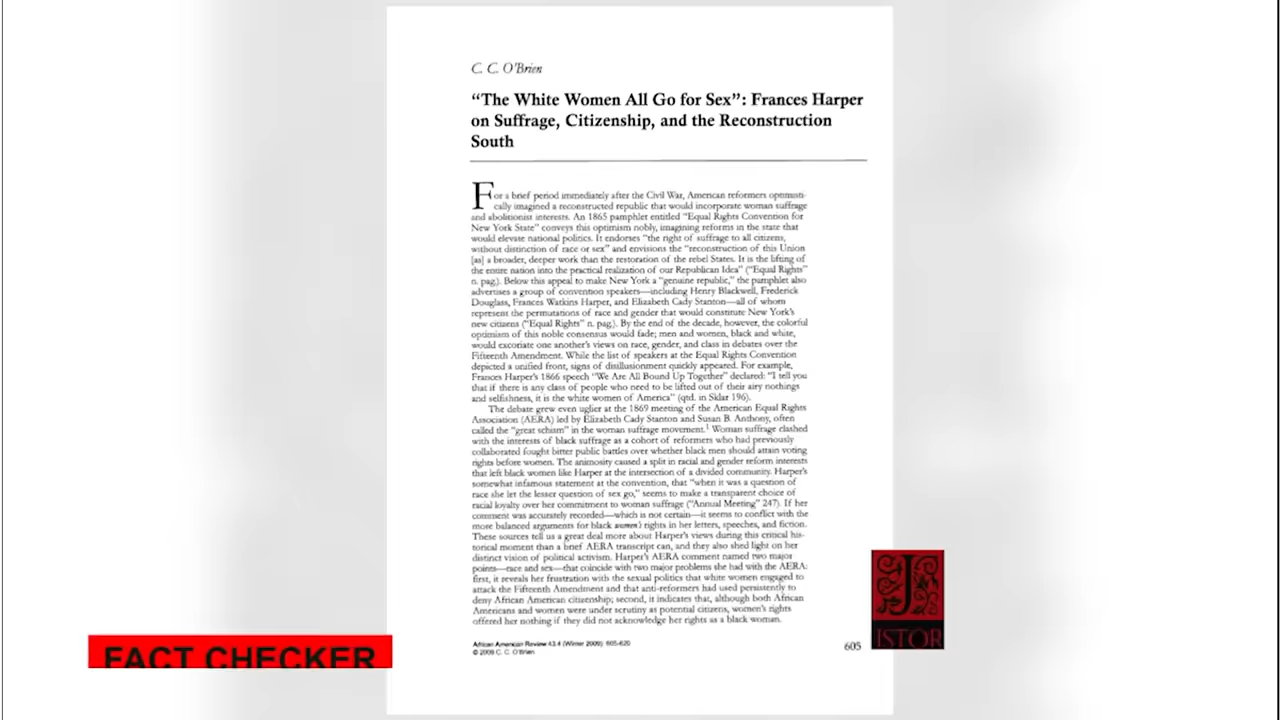 C. C. O'Brien
“The White Women All Go for Sex”: Frances Harper
on Suffrage, Citizenship, and the Reconstruction
South
For a brief period immediately after the Civil War, American reformers optimisti-
cally imagined a reconstructed republic that would incorporate woman suffrage
and abolitionist interests. An 1865 pamphlet entitled “Equal Rights Convention for
New York State” conveys this optimism nobly, imagining reforms in the state that
would elevate national politics. It endorses “the right of suffrage to all citizens,
without distinction of race or sex” and envisions the “reconstruction of this Union
[as] a broader, deeper work than the restoration of the rebel States. It is the lifting of
the entire nation into the practical realization of our Republican Idea” (“Equal Rights”
n. pag.). Below this appeal to make New York a “genuine republic,” the pamphlet also
advertises a group of convention speakers—including Henry Blackwell, Frederick
Douglass, Frances Watkins Harper, and Elizabeth Cady Stanton—all of whom
represent the permutations of race and gender that would constitute New York's
new citizens (“Equal Rights” n. pag.). By the end of the decade, however, the colorful
optimism of this noble consensus would fade; men and women, black and white,
would excoriate one another's views on race, gender, and class in debates over the
Fifteenth Amendment. While the list of speakers at the Equal Rights Convention
depicted a unified front, signs of disillusionment quickly appeared. For example,
Frances Harper's 1866 speech “We Are All Bound Up Together” declared: “I tell you
that if there is any class of people who need to be lifted out of their airy nothings
and selfishness, it is the white women of America” (qtd. in Sklar 196).
The debate grew even uglier at the 1869 meeting of the American Equal Rights
Association (AERA) led by Elizabeth Cady Stanton and Susan B. Anthony, often
called the “great schism” in the woman suffrage movement.1 Woman suffrage clashed
with the interests of black suffrage as a cohort of reformers who had previously
collaborated fought bitter public battles over whether black men should attain voting
rights before women. The animosity caused a split in racial and gender reform interests
that left black women like Harper at the intersection of a divided community. Harper's
somewhat infamous statement at the convention, that “when it was a question of
race she let the lesser question of sex go,” seems to make a transparent choice of
racial loyalty over her commitment to woman suffrage (“Annual Meeting” 247). If her
comment was accurately recorded—which is not certain—it seems to conflict with the
more balanced arguments for black women's rights in her letters, speeches, and fiction.
These sources tell us a great deal more about Harper's views during this critical his-
torical moment than a brief AERA transcript can, and they also shed light on her
distinct vision of political activism. Harper's AERA comment named two major
points—race and sex—that coincide with two major problems she had with the AERA:
first, it reveals her frustration with the sexual politics that white women engaged to
attack the Fifteenth Amendment and that anti-reformers had used persistently to
deny African American citizenship; second, it indicates that, although both African
Americans and women were under scrutiny as potential citizens, women's rights
offered her nothing if they did not acknowledge her rights as a black woman.
African American Review 43.4 (Winter 2009): 605-620
© 2009 C. C. O'Brien
605
J
JSTOR
FACT CHECKER